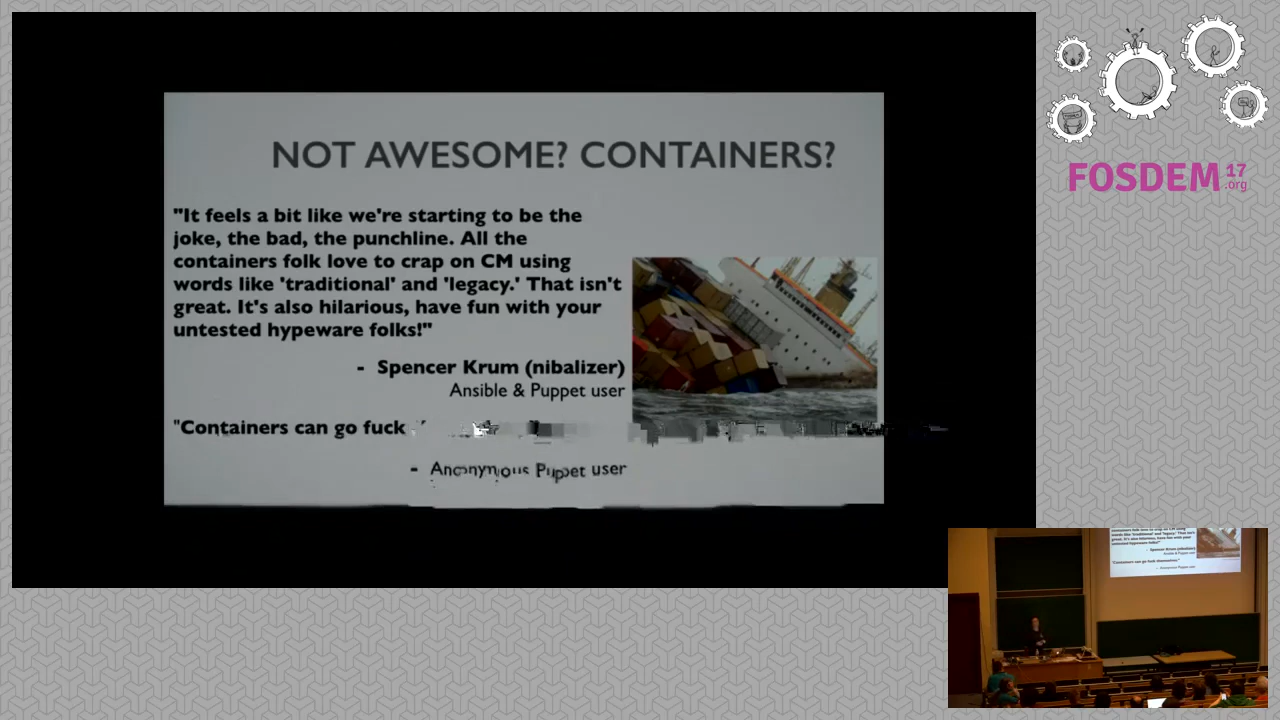 NOT AWESOME? CONTAINERS?
"It feels a bit like we're starting to be the
joke, the bad, the punchline. All the
containers folk love to crap on CM using
words like 'traditional' and 'legacy.' That isn't
great. It's also hilarious, have fun with your
untested hypeware folks!"
- Spencer Krum (nibalizer)
Ansible & Puppet user
"Containers can go fuck
- Anonymous Puppet user
FOSDEM 17
.org